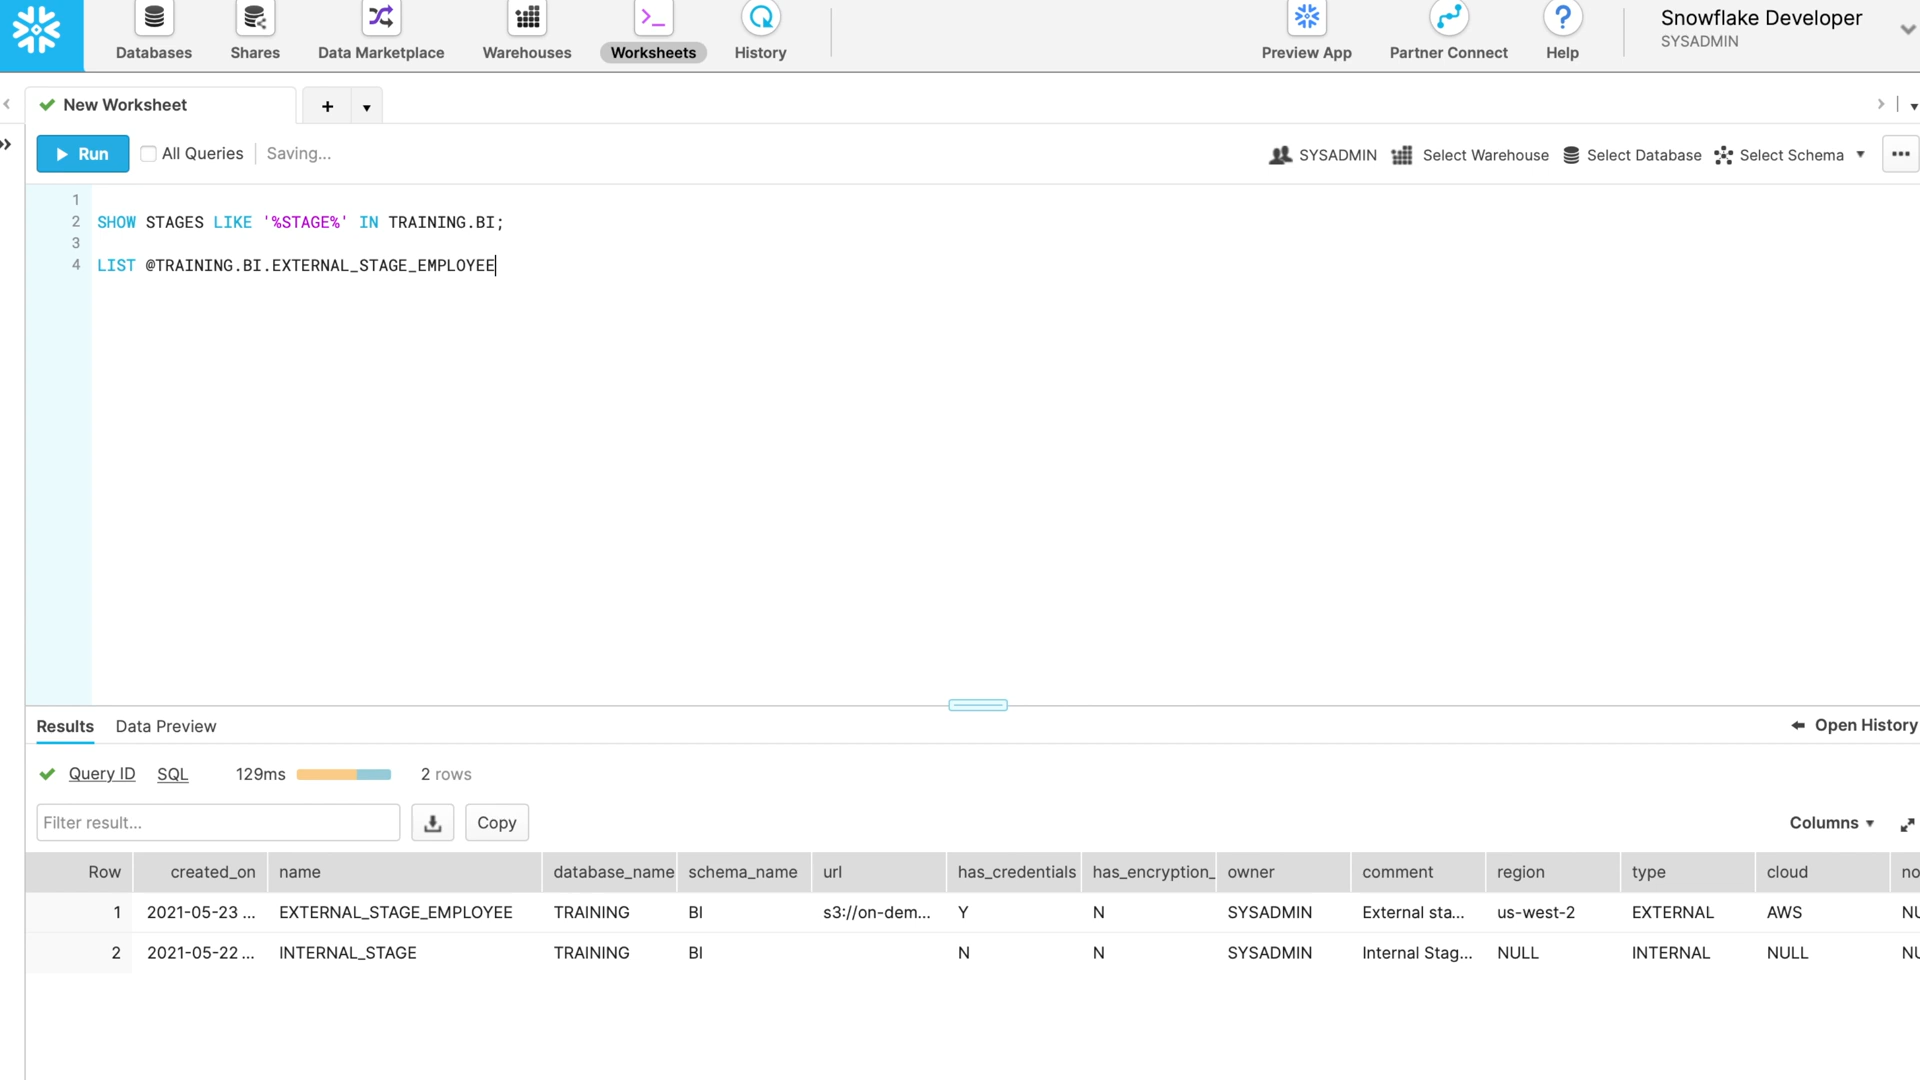 Databases Shares Data Marketplace Warehouses Worksheets History Preview App Partner Connect Help Snowflake Developer
SYSADMIN
New Worksheet + 
Run All Queries Saving... SYSADMIN Select Warehouse Select Database Select Schema
1
2 SHOW STAGES LIKE '%STAGE%' IN TRAINING.BI;
3
4 LIST @TRAINING.BI.EXTERNAL_STAGE_EMPLOYEE
Results Data Preview Open History
Query ID SQL 129ms 2 rows
Filter result... Copy Columns
Row created_on name database_name schema_name url has_credentials has_encryption_ owner comment region type cloud no
1 2021-05-23 ... EXTERNAL_STAGE_EMPLOYEE TRAINING BI s3://on-dem... Y N SYSADMIN External sta... us-west-2 EXTERNAL AWS NU
2 2021-05-22 ... INTERNAL_STAGE TRAINING BI N N SYSADMIN Internal Stag... NULL INTERNAL NULL NU